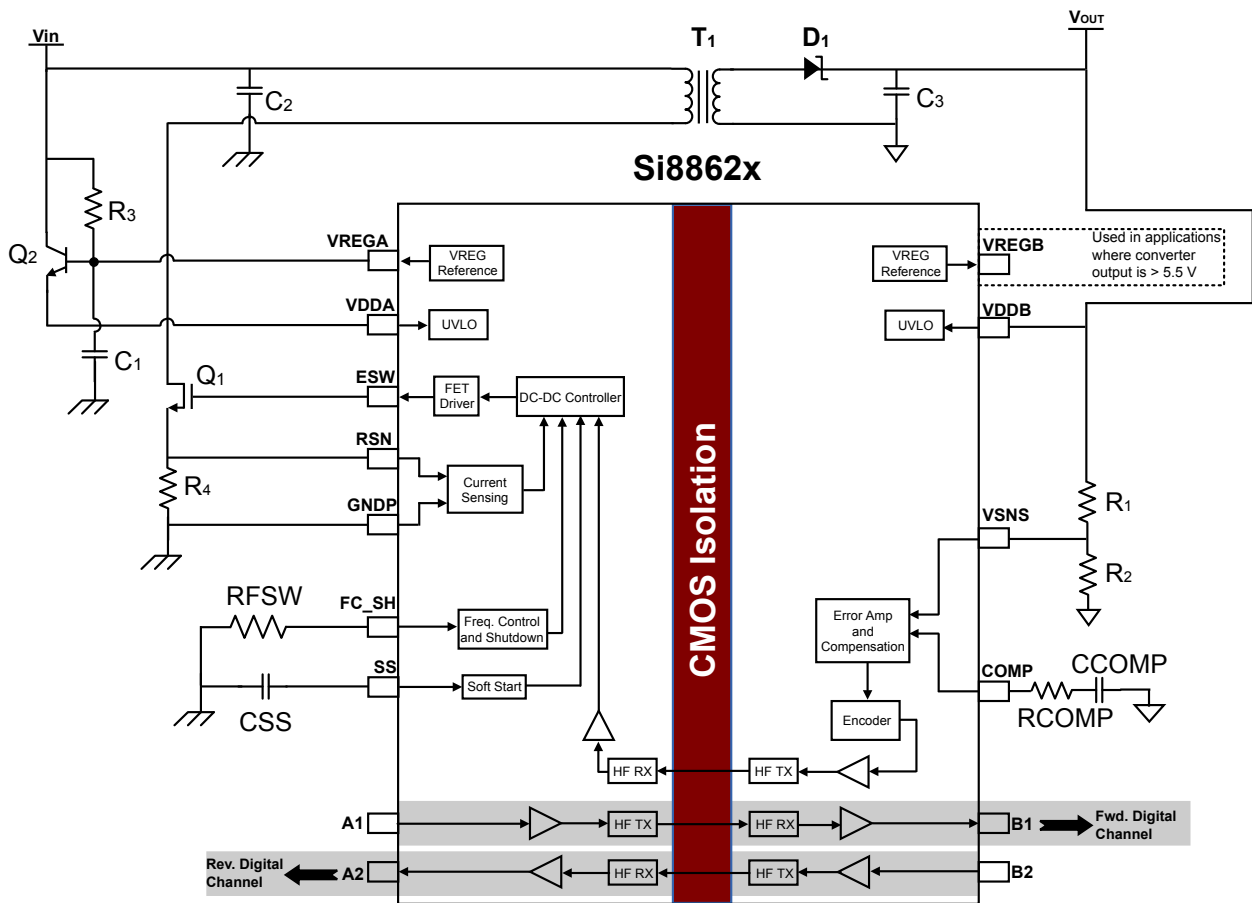 Vin
T1
D1
VOUT
C2
C3
Si8862x
R3
Q2
VREGA
VREG
Reference
VREG
Reference
VREGB
Used in applications
where converter
output is > 5.5 V
VDDA
UVLO
UVLO
VDDB
C1
Q1
ESW
FET
Driver
DC-DC Controller
RSN
R4
Current
Sensing
GNDP
CMOS Isolation
R1
VSNS
R2
RFSW
FC_SH
Freq. Control
and Shutdown
Error Amp
and
Compensation
SS
Soft Start
CSS
COMP
CCOMP
RCOMP
Encoder
HF RX
HF TX
A1
HF TX
HF RX
B1
Fwd. Digital
Channel
Rev. Digital
Channel
A2
HF RX
HF TX
B2